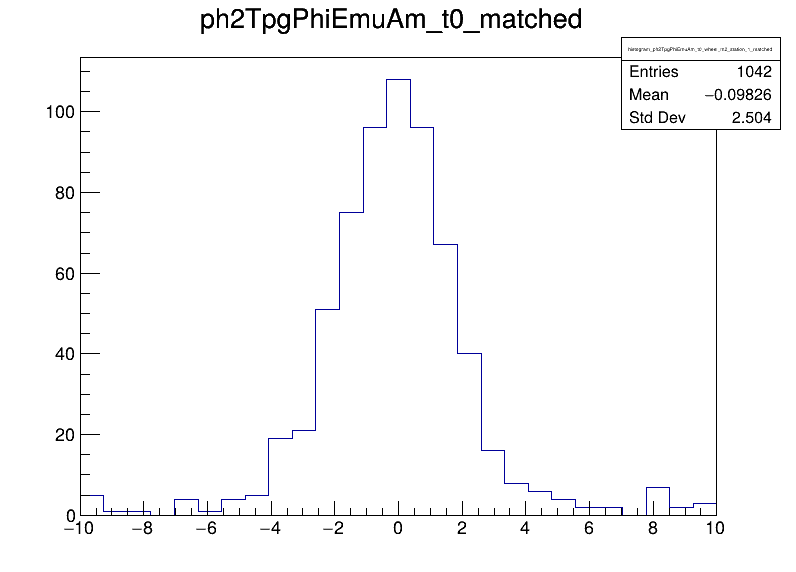 ph2TpgPhiEmuAm_t0_matched
histogram_ph2TpgPhiEmuAm_t0_wheel_m2_station_1_matched
Entries 1042
Mean −0.09826
Std Dev 2.504
100
80
60
40
20
0
−10 −8 −6 −4 −2 0 2 4 6 8 10